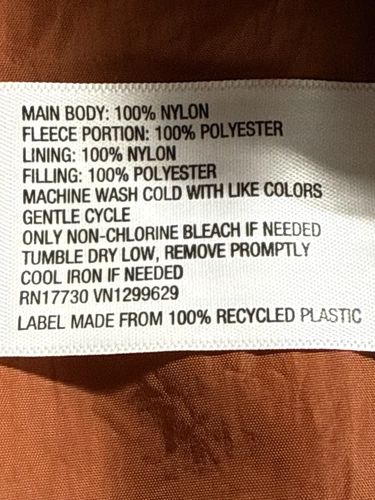 MAIN BODY: 100% NYLON
FLEECE PORTION: 100% POLYESTER
LINING: 100% NYLON
FILLING: 100% POLYESTER
MACHINE WASH COLD WITH LIKE COLORS
GENTLE CYCLE
ONLY NON-CHLORINE BLEACH IF NEEDED
TUMBLE DRY LOW, REMOVE PROMPTLY
COOL IRON IF NEEDED
RN17730 VN1299629
LABEL MADE FROM 100% RECYCLED PLASTIC